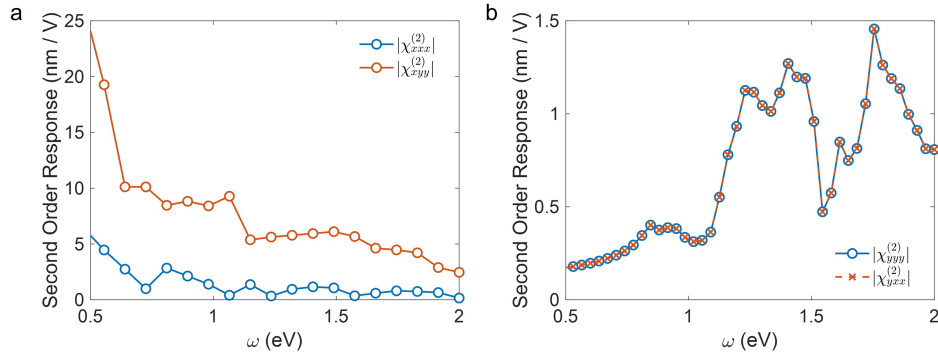 a
Second Order Response (nm / V)
25
20
15
10
5
0
0.5
1
1.5
2
ω (eV)
|χ^{(2)}_{xxx}|
|χ^{(2)}_{xyy}|
b
Second Order Response (nm / V)
1.5
1
0.5
0
0.5
1
1.5
2
ω (eV)
|χ^{(2)}_{yyy}|
|χ^{(2)}_{yxx}|